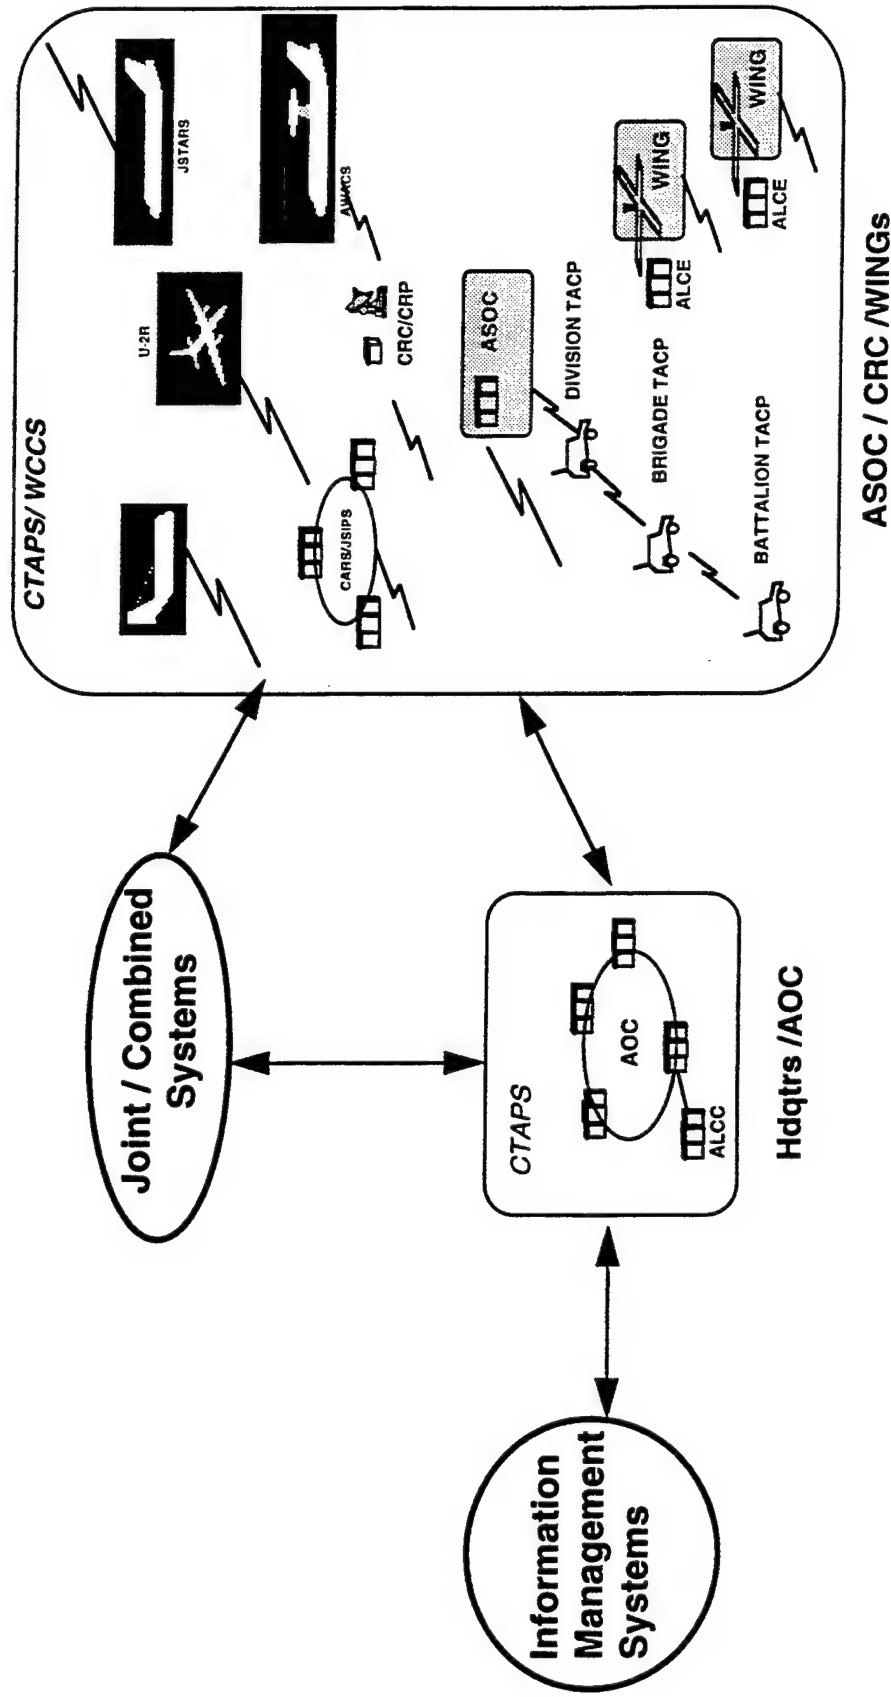 Joint / Combined
Systems
Information
Management
Systems
CTAPS
AOC
ALCC
Hdqtrs /AOC
CTAPS/ WCCS
U-2R
JSTARS
AWACS
CARS/JSIPS
CRC/CRP
ASOC
DIVISION TACP
BRIGADE TACP
BATTALION TACP
WING
ALCE
WING
ALCE
ASOC / CRC /WINGs